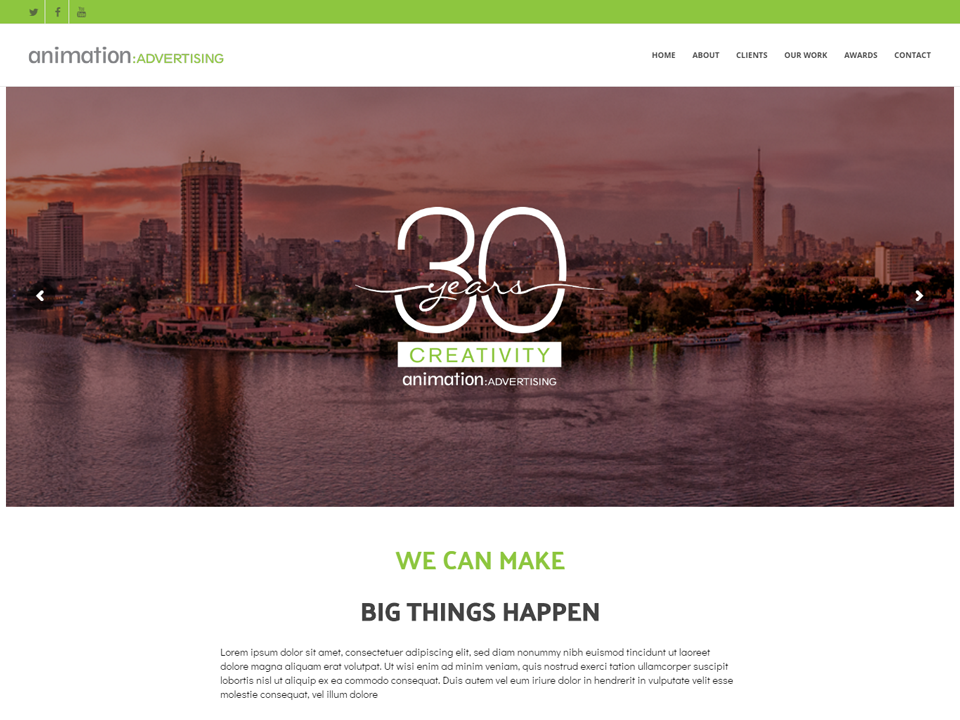 animation:ADVERTISING
HOME ABOUT CLIENTS OUR WORK AWARDS CONTACT
30
years
CREATIVITY
animation:ADVERTISING
WE CAN MAKE
BIG THINGS HAPPEN
Lorem ipsum dolor sit amet, consectetuer adipiscing elit, sed diam nonummy nibh euismod tincidunt ut laoreet
dolore magna aliquam erat volutpat. Ut wisi enim ad minim veniam, quis nostrud exerci tation ullamcorper suscipit
lobortis nisl ut aliquip ex ea commodo consequat. Duis autem vel eum iriure dolor in hendrerit in vulputate velit esse
molestie consequat, vel illum dolore